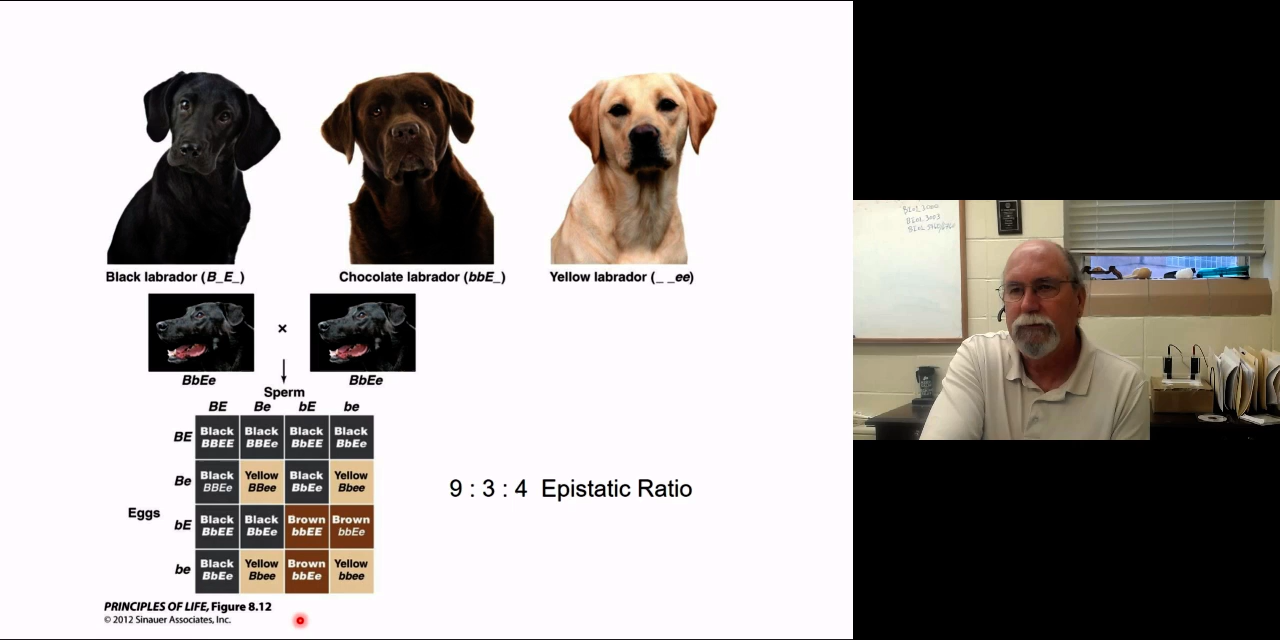 Black labrador (B_E_)
Chocolate labrador (bbE_)
Yellow labrador (_ _ee)
×
BbEe
BbEe
Sperm
BE Be bE be
BE
Black BBEE
Black BBEe
Black BbEE
Black BbEe
Be
Black BBEe
Yellow BBee
Black BbEe
Yellow Bbee
Eggs
bE
Black BbEE
Black BbEe
Brown bbEE
Brown bbEe
be
Black BbEe
Yellow Bbee
Brown bbEe
Yellow bbee
9 : 3 : 4 Epistatic Ratio
PRINCIPLES OF LIFE, Figure 8.12
© 2012 Sinauer Associates, Inc.